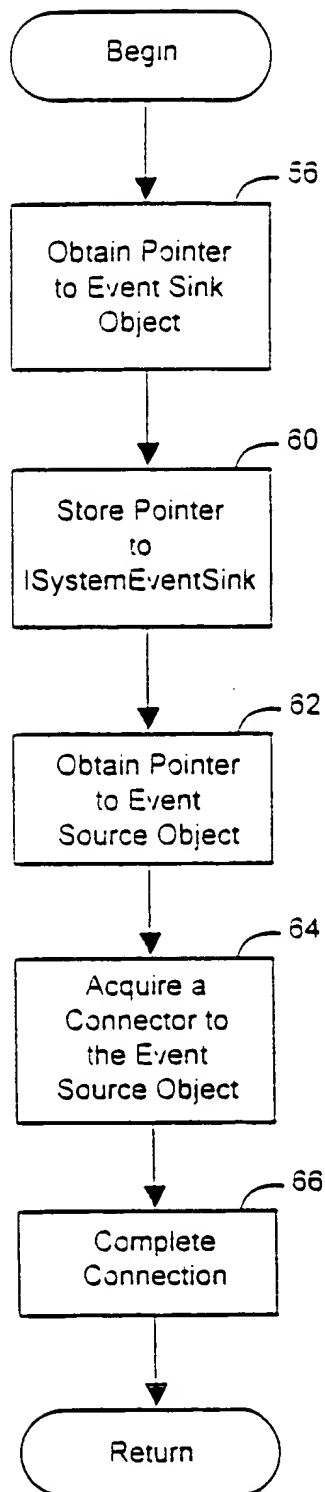 Begin
56
Obtain Pointer
to Event Sink
Object
60
Store Pointer
to
ISystemEventSink
62
Obtain Pointer
to Event
Source Object
64
Acquire a
Connector to
the Event
Source Object
66
Complete
Connection
Return